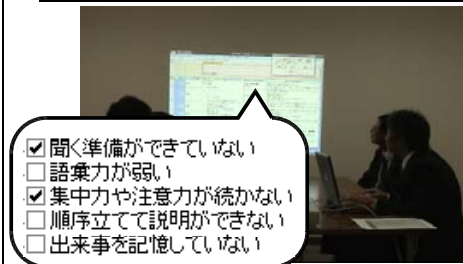 聞く準備ができていない
語彙力が弱い
集中力や注意力が続かない
順序立てて説明ができない
出来事を記憶していない